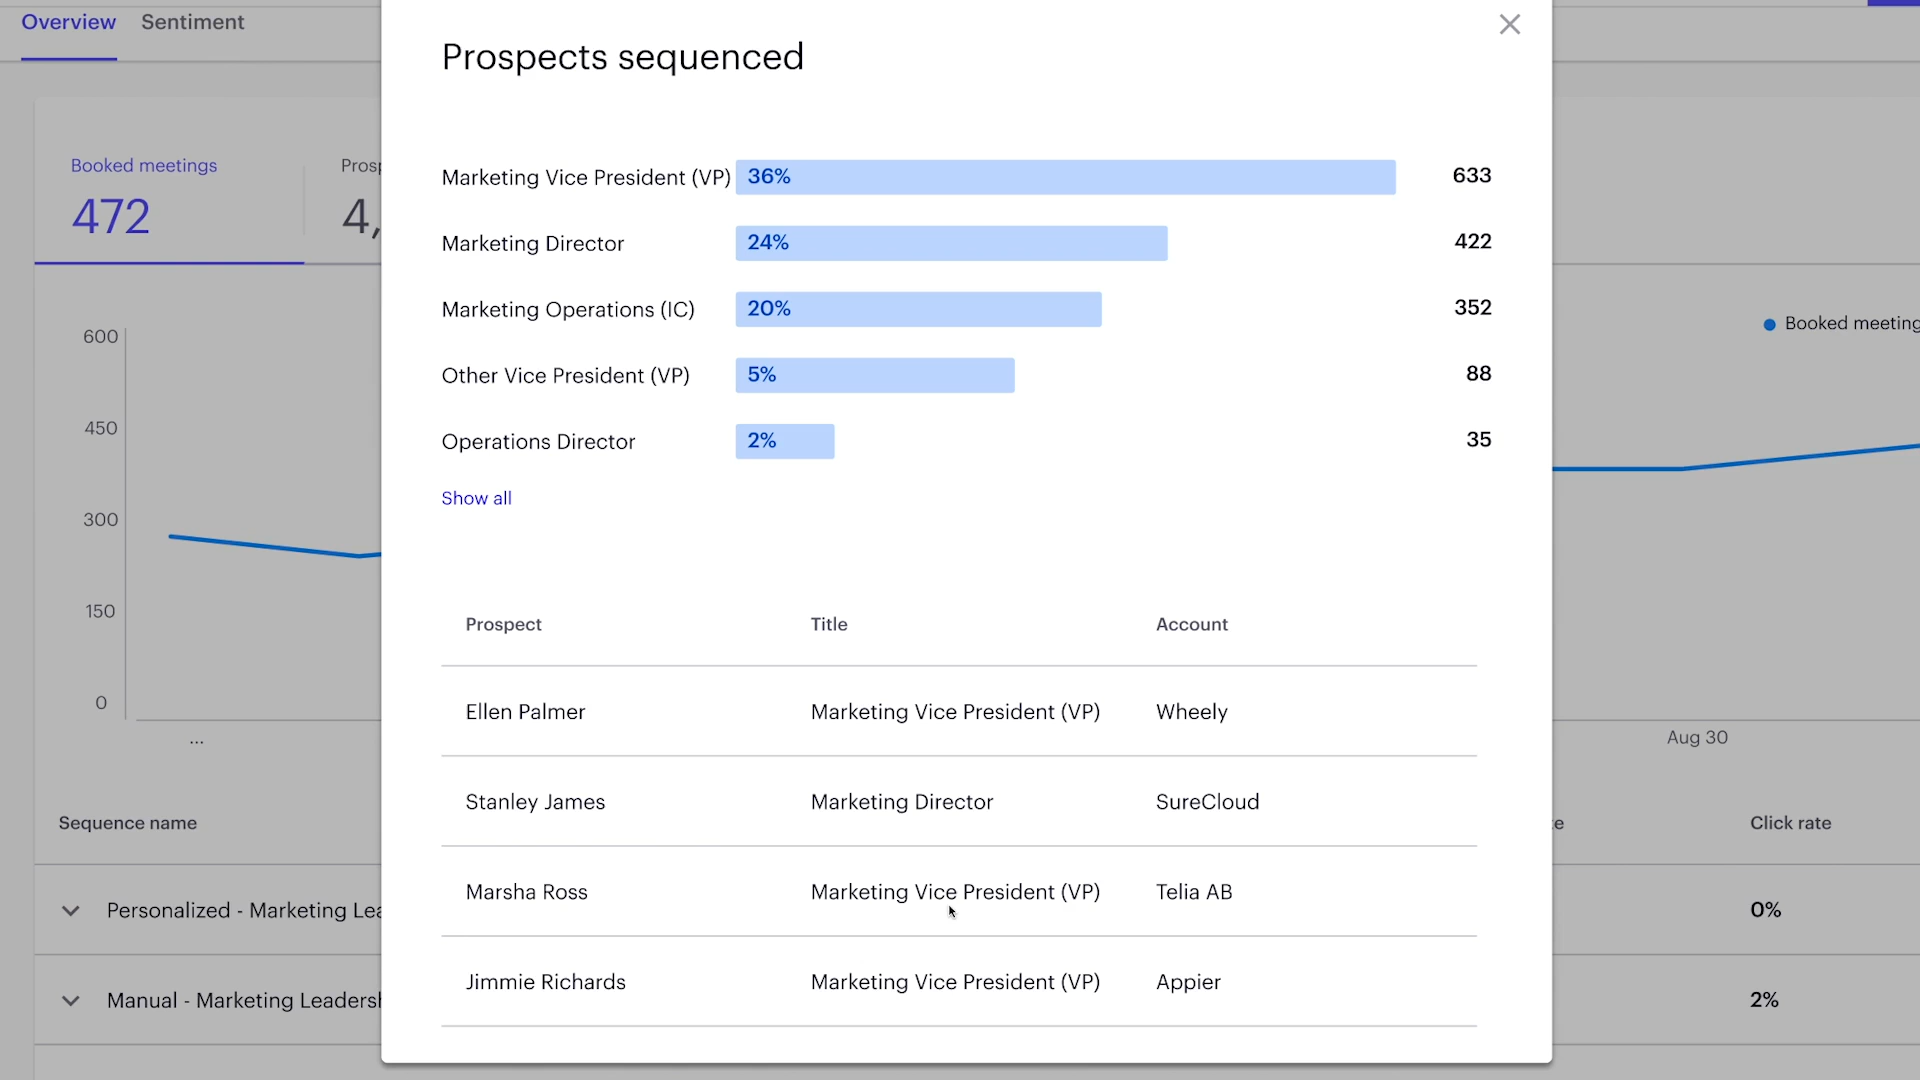 Overview Sentiment
Prospects sequenced
Booked meetings
472
4,
Marketing Vice President (VP) 36% 633
Marketing Director 24% 422
Marketing Operations (IC) 20% 352
Other Vice President (VP) 5% 88
Operations Director 2% 35
Show all
600
450
300
150
0
...
Booked meeting
Aug 30
Prospect Title Account
Ellen Palmer Marketing Vice President (VP) Wheely
Stanley James Marketing Director SureCloud
Marsha Ross Marketing Vice President (VP) Telia AB
Jimmie Richards Marketing Vice President (VP) Appier
Sequence name Click rate
Personalized - Marketing 0%
Manual - Marketing 2%